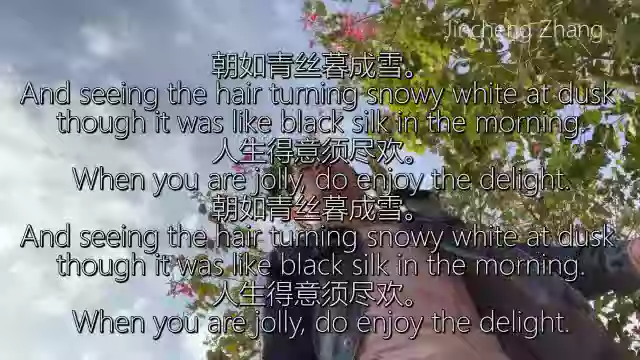 Jincheng Zhang
朝如青丝暮成雪。
And seeing the hair turning snowy white at dusk
though it was like black silk in the morning.
人生得意须尽欢。
When you are jolly, do enjoy the delight.
朝如青丝暮成雪。
And seeing the hair turning snowy white at dusk
though it was like black silk in the morning.
人生得意须尽欢。
When you are jolly, do enjoy the delight.